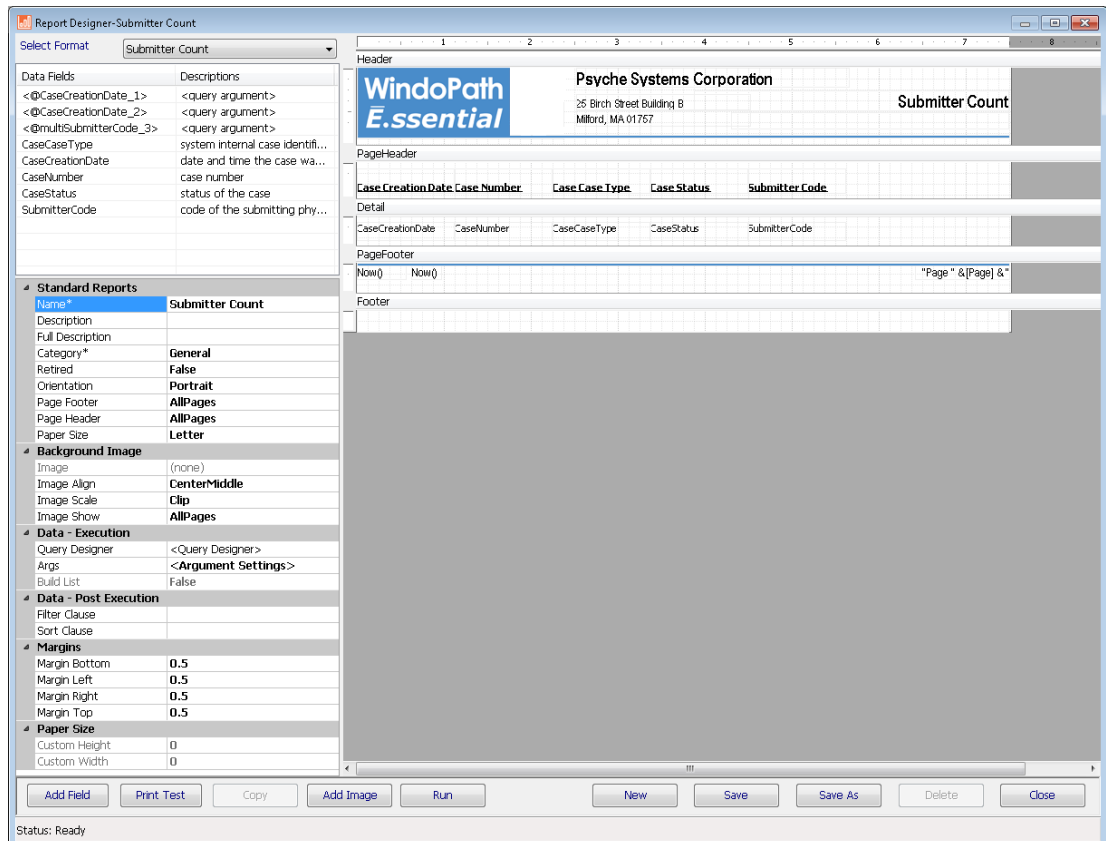 Report Designer-Submitter Count
Select Format Submitter Count
Data Fields Descriptions
<@CaseCreationDate_1> <query argument>
<@CaseCreationDate_2> <query argument>
<@multiSubmitterCode_3> <query argument>
CaseCaseType system internal case identifi...
CaseCreationDate date and time the case wa...
CaseNumber case number
CaseStatus status of the case
SubmitterCode code of the submitting phy...
Standard Reports
Name* Submitter Count
Description
Full Description
Category* General
Retired False
Orientation Portrait
Page Footer AllPages
Page Header AllPages
Paper Size Letter
Background Image
Image (none)
Image Align CenterMiddle
Image Scale Clip
Image Show AllPages
Data - Execution
Query Designer <Query Designer>
Args <Argument Settings>
Build List False
Data - Post Execution
Filter Clause
Sort Clause
Margins
Margin Bottom 0.5
Margin Left 0.5
Margin Right 0.5
Margin Top 0.5
Paper Size
Custom Height 0
Custom Width 0
1 2 3 4 5 6 7 8
Header
WindoPath
Ē.ssential
Psyche Systems Corporation
25 Birch Street Building B
Milford, MA 01757
Submitter Count
PageHeader
Case Creation Date Case Number Case Case Type Case Status Submitter Code
Detail
CaseCreationDate CaseNumber CaseCaseType CaseStatus SubmitterCode
PageFooter
Now() Now() "Page " &[Page] &"
Footer
Add Field Print Test Copy Add Image Run New Save Save As Delete Close
Status: Ready